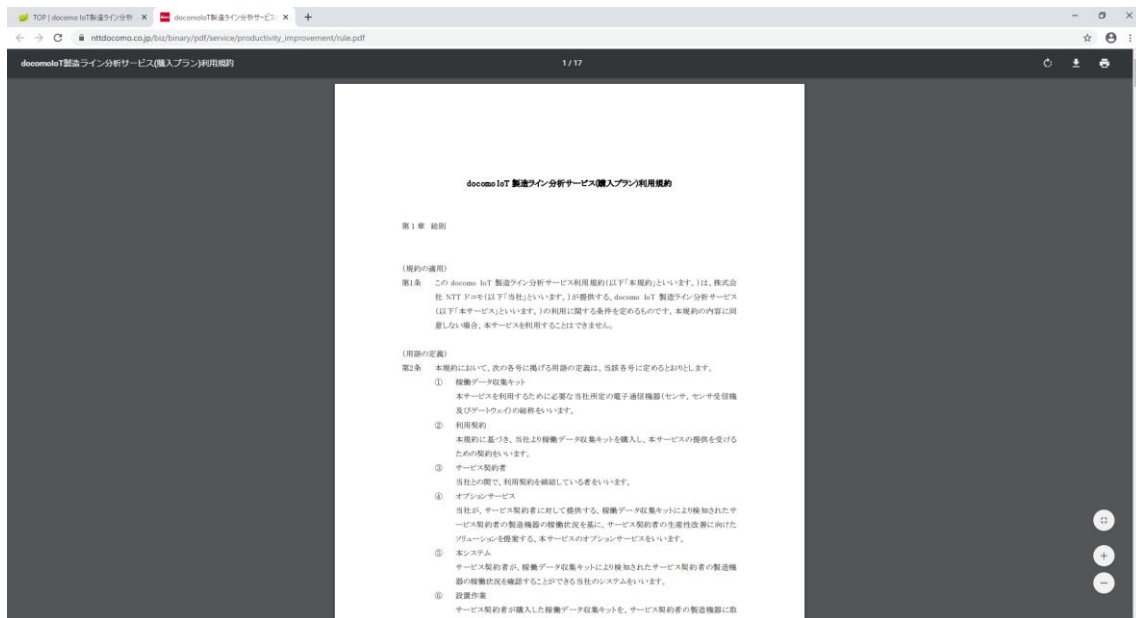 TOP | docomo IoT製造ライン分析
docomoIoT製造ライン分析サービス
nttdocomo.co.jp/biz/binary/pdf/service/productivity_improvement/rule.pdf
docomoIoT製造ライン分析サービス(購入プラン)利用規約
1 / 17
docomo IoT 製造ライン分析サービス(購入プラン)利用規約
第1章 総則
(規約の適用)
第1条 この docomo IoT 製造ライン分析サービス利用規約(以下「本規約」といいます。)は、株式会
社 NTT ドコモ(以下「当社」といいます。)が提供する、docomo IoT 製造ライン分析サービス
(以下「本サービス」といいます。)の利用に関する条件を定めるものです。本規約の内容に同
意しない場合、本サービスを利用することはできません。
(用語の定義)
第2条 本規約において、次の各号に掲げる用語の定義は、当該各号に定めるとおりとします。
① 稼働データ収集キット
本サービスを利用するために必要な当社所定の電子通信機器(センサ、センサ受信機
及びゲートウェイ)の総称をいいます。
② 利用契約
本規約に基づき、当社より稼働データ収集キットを購入し、本サービスの提供を受ける
ための契約をいいます。
③ サービス契約者
当社との間で、利用契約を締結している者をいいます。
④ オプションサービス
当社が、サービス契約者に対して提供する、稼働データ収集キットにより検知されたサ
ービス契約者の製造機器の稼働状況を基に、サービス契約者の生産性改善に向けた
ソリューションを提案する、本サービスのオプションサービスをいいます。
⑤ 本システム
サービス契約者が、稼働データ収集キットにより検知されたサービス契約者の製造機
器の稼働状況を確認することができる当社のシステムをいいます。
⑥ 設置作業
サービス契約者が購入した稼働データ収集キットを、サービス契約者の製造機器に取